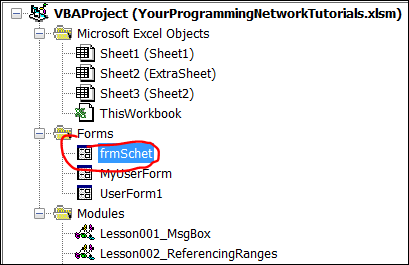 VBAProject (YourProgrammingNetworkTutorials.xlsm)
Microsoft Excel Objects
Sheet1 (Sheet1)
Sheet2 (ExtraSheet)
Sheet3 (Sheet2)
ThisWorkbook
Forms
frmSchet
MyUserForm
UserForm1
Modules
Lesson001_MsgBox
Lesson002_ReferencingRanges